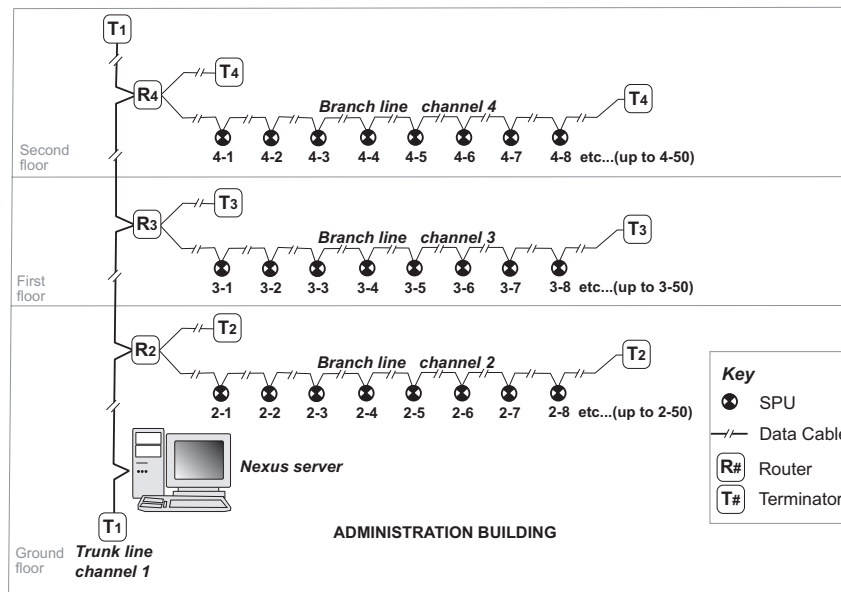 T1
R4
T4
Branch line channel 4
T4
4-1 4-2 4-3 4-4 4-5 4-6 4-7 4-8 etc...(up to 4-50)
Second
floor
R3
T3
Branch line channel 3
T3
3-1 3-2 3-3 3-4 3-5 3-6 3-7 3-8 etc...(up to 3-50)
First
floor
R2
T2
Branch line channel 2
T2
2-1 2-2 2-3 2-4 2-5 2-6 2-7 2-8 etc...(up to 2-50)
Key
SPU
Data Cable
R# Router
T# Terminator
Nexus server
T1
ADMINISTRATION BUILDING
Ground
floor
Trunk line
channel 1